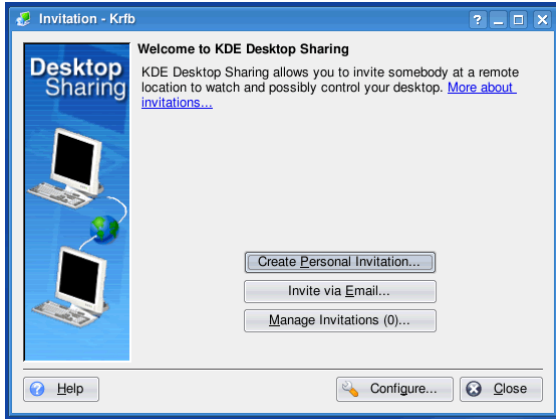 Invitation - Krfb
Desktop
Sharing
Welcome to KDE Desktop Sharing
KDE Desktop Sharing allows you to invite somebody at a remote
location to watch and possibly control your desktop. More about
invitations...
Create Personal Invitation...
Invite via Email...
Manage Invitations (0)...
Help
Configure...
Close